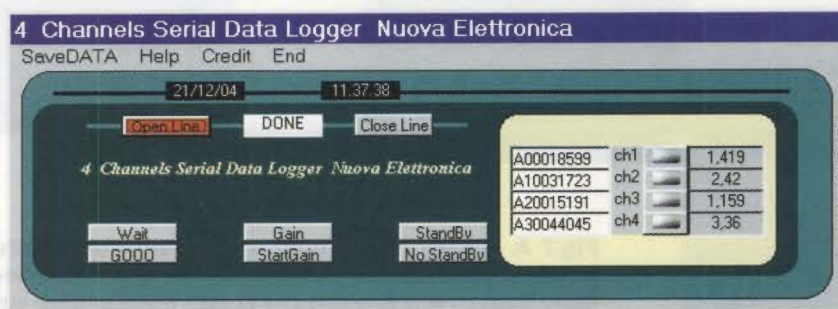 4 Channels Serial Data Logger Nuova Elettronica
SaveDATA Help Credit End
21/12/04 11.37.38
Open Line DONE Close Line
4 Channels Serial Data Logger Nuova Elettronica
A00018599 ch1 1,419
A10031723 ch2 2,42
A20015191 ch3 1,159
A30044045 ch4 3,36
Wait Gain StandBy
GOOO StartGain No StandBy